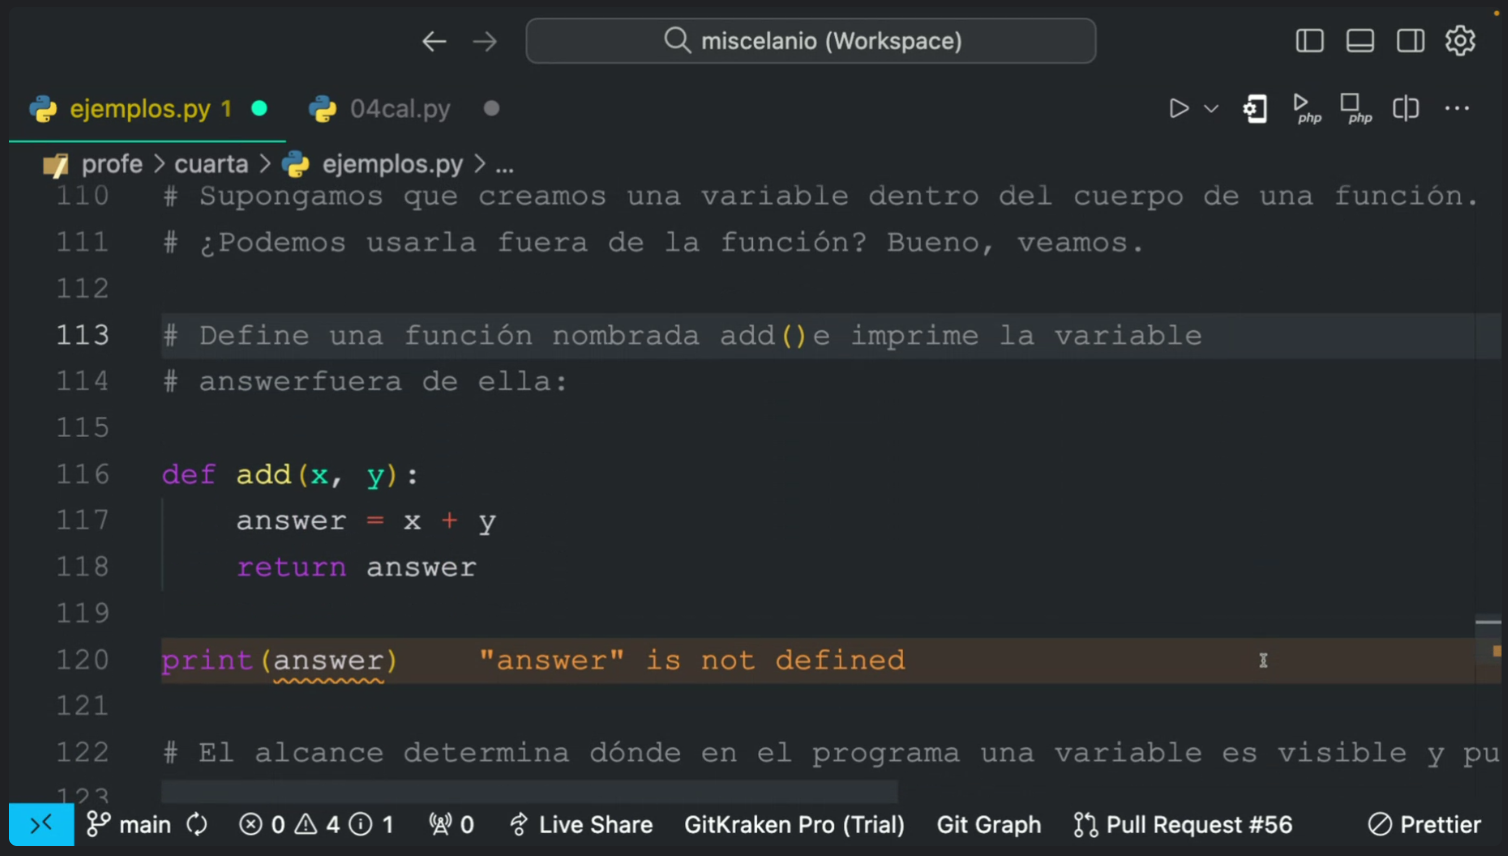 miscelanio (Workspace)
ejemplos.py 1
04cal.py
php
php
profe > cuarta > ejemplos.py > ...
110 # Supongamos que creamos una variable dentro del cuerpo de una función.
111 # ¿Podemos usarla fuera de la función? Bueno, veamos.
112
113 # Define una función nombrada add()e imprime la variable
114 # answerfuera de ella:
115
116 def add(x, y):
117 answer = x + y
118 return answer
119
120 print(answer) "answer" is not defined
121
122 # El alcance determina dónde en el programa una variable es visible y pu
123
main 0 4 1 0 Live Share GitKraken Pro (Trial) Git Graph Pull Request #56 Prettier